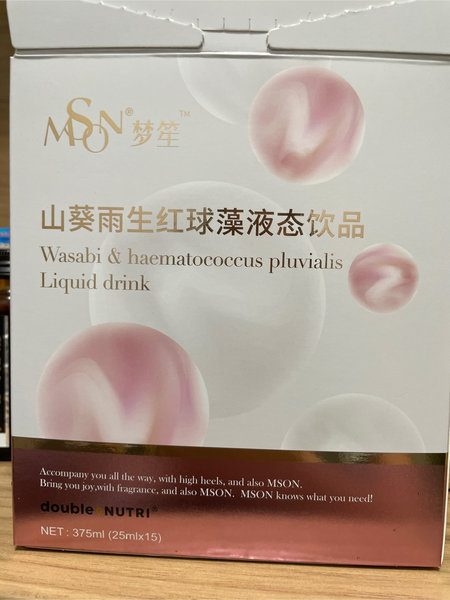 MSON® 梦笙™
山葵雨生红球藻液态饮品
Wasabi & haematococcus pluvialis
Liquid drink
Accompany you all the way, with high heels, and also MSON.
Bring you joy,with fragrance, and also MSON. MSON knows what you need!
double NUTRI®
NET : 375ml (25mlx15)